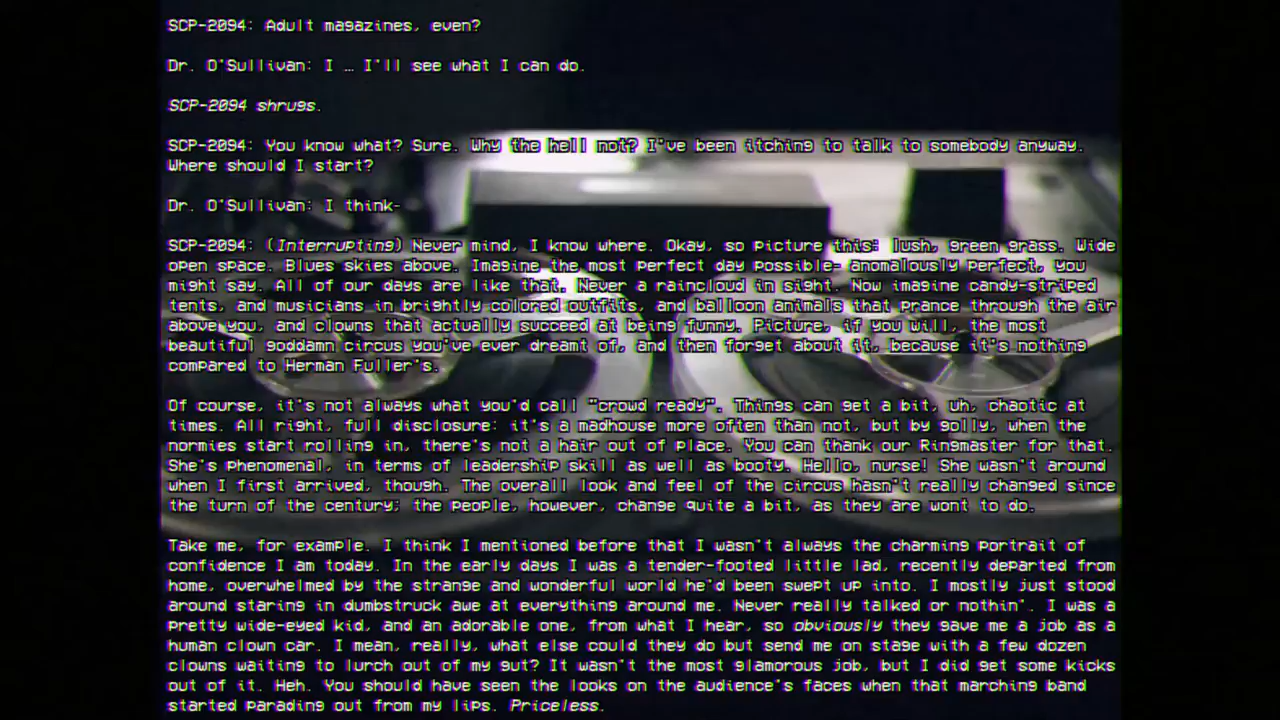 SCP-2094: Adult magazines, even?
Dr. O'Sullivan: I … I'll see what I can do.
SCP-2094 shrugs.
SCP-2094: You know what? Sure. Why the hell not? I've been itching to talk to somebody anyway.
Where should I start?
Dr. O'Sullivan: I think-
SCP-2094: (Interrupting) Never mind, I know where. Okay, so picture this: lush, green grass. Wide
open space. Blues skies above. Imagine the most perfect day possible- anomalously perfect, you
might say. All of our days are like that. Never a raincloud in sight. Now imagine candy-striped
tents, and musicians in brightly colored outfits, and balloon animals that prance through the air
above you, and clowns that actually succeed at being funny. Picture, if you will, the most
beautiful goddamn circus you've ever dreamt of, and then forget about it, because it's nothing
compared to Herman Fuller's.
Of course, it's not always what you'd call "crowd ready". Things can get a bit, uh, chaotic at
times. All right, full disclosure: it's a madhouse more often than not, but by golly, when the
normies start rolling in, there's not a hair out of place. You can thank our Ringmaster for that.
She's phenomenal, in terms of leadership skill as well as booty. Hello, nurse! She wasn't around
when I first arrived, though. The overall look and feel of the circus hasn't really changed since
the turn of the century; the people, however, change quite a bit, as they are wont to do.
Take me, for example. I think I mentioned before that I wasn't always the charming portrait of
confidence I am today. In the early days I was a tender-footed little lad, recently departed from
home, overwhelmed by the strange and wonderful world he'd been swept up into. I mostly just stood
around staring in dumbstruck awe at everything around me. Never really talked or nothin'. I was a
pretty wide-eyed kid, and an adorable one, from what I hear, so obviously they gave me a job as a
human clown car. I mean, really, what else could they do but send me on stage with a few dozen
clowns waiting to lurch out of my gut? It wasn't the most glamorous job, but I did get some kicks
out of it. Heh. You should have seen the looks on the audience's faces when that marching band
started parading out from my lips. Priceless.